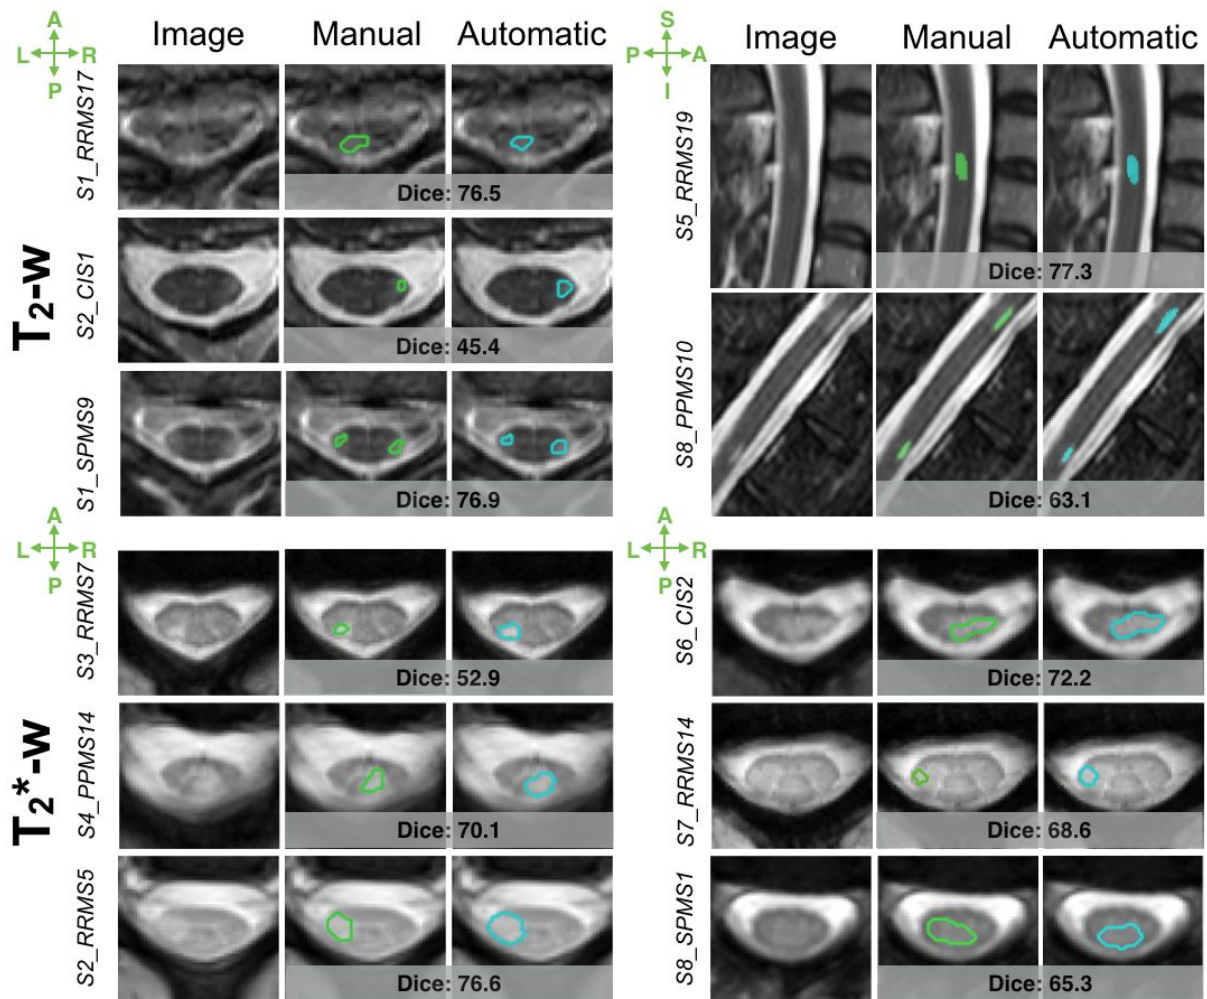 A
L R
P
Image Manual Automatic
S1_RRMS17
Dice: 76.5
T2-w
S2_CIS1
Dice: 45.4
S1_SPMS9
Dice: 76.9
S
P A
I
Image Manual Automatic
S5_RRMS19
Dice: 77.3
S8_PPMS10
Dice: 63.1
A
L R
P
S3_RRMS7
Dice: 52.9
T2*-w
S4_PPMS14
Dice: 70.1
S2_RRMS5
Dice: 76.6
A
L R
P
S6_CIS2
Dice: 72.2
S7_RRMS14
Dice: 68.6
S8_SPMS1
Dice: 65.3